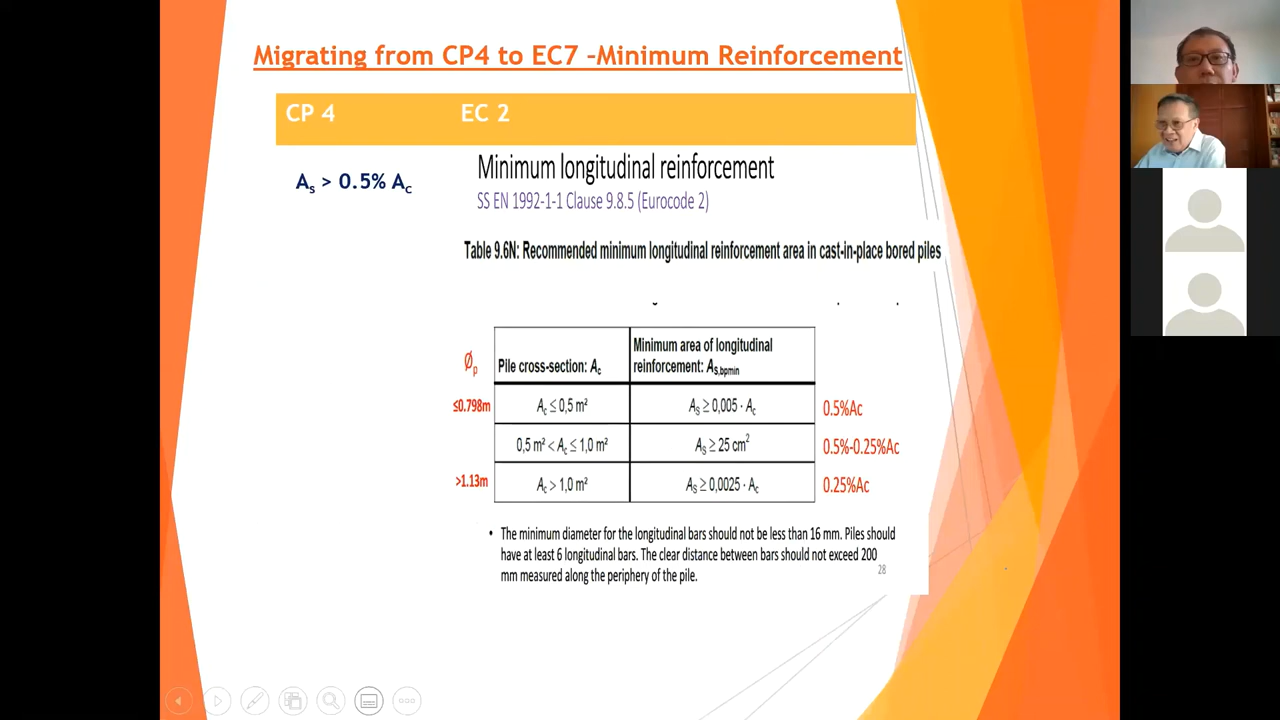 Migrating from CP4 to EC7 –Minimum Reinforcement
CP 4
EC 2
As > 0.5% Ac
Minimum longitudinal reinforcement
SS EN 1992-1-1 Clause 9.8.5 (Eurocode 2)
Table 9.6N: Recommended minimum longitudinal reinforcement area in cast-in-place bored piles
Øp
Pile cross-section: Ac
Minimum area of longitudinal
reinforcement: As,bpmin
≤0.798m
Ac ≤ 0,5 m²
As ≥ 0,005 · Ac
0.5%Ac
0,5 m² < Ac ≤ 1,0 m²
As ≥ 25 cm²
0.5%-0.25%Ac
>1.13m
Ac > 1,0 m²
As ≥ 0,0025 · Ac
0.25%Ac
• The minimum diameter for the longitudinal bars should not be less than 16 mm. Piles should
have at least 6 longitudinal bars. The clear distance between bars should not exceed 200
mm measured along the periphery of the pile.
28